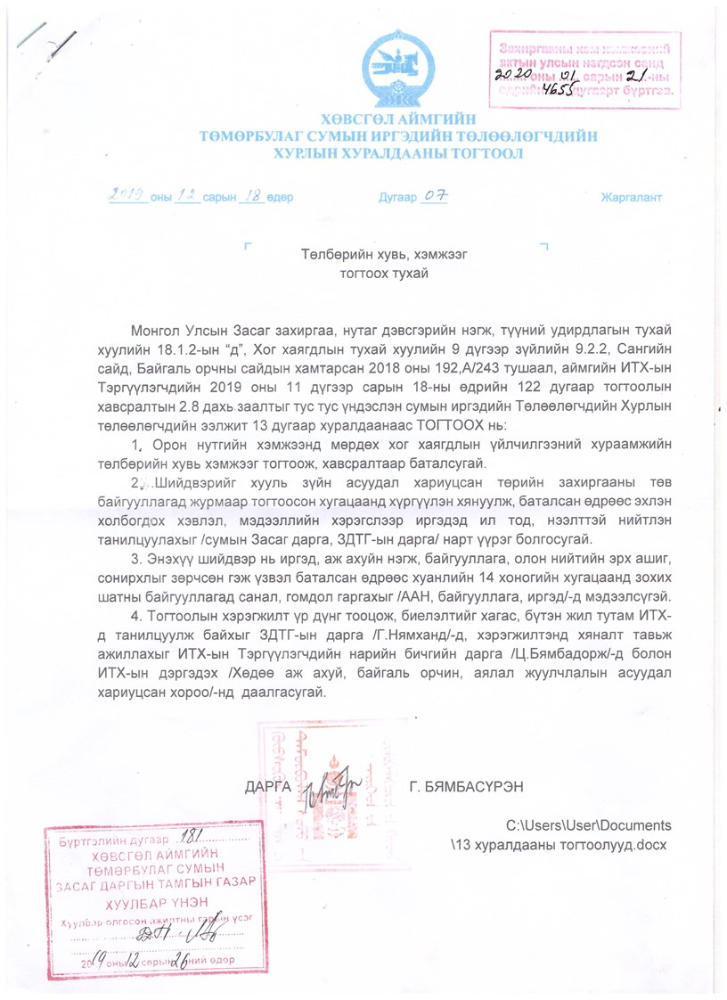 Захиргааны хэм хэмжээний
актын улсын нэгдсэн санд
2020 оны 01 сарын 21-ны
өдрийн 4655 дугаарт бүртгэв.
ХӨВСГӨЛ АЙМГИЙН
ТӨМӨРБУЛАГ СУМЫН ИРГЭДИЙН ТӨЛӨӨЛӨГЧДИЙН
ХУРЛЫН ХУРАЛДААНЫ ТОГТООЛ
2019 оны 12 сарын 18 өдөр Дугаар 07 Жаргалант
Төлбөрийн хувь, хэмжээг
тогтоох тухай
Монгол Улсын Засаг захиргаа, нутаг дэвсгэрийн нэгж, түүний удирдлагын тухай
хуулийн 18.1.2-ын “д”, Хог хаягдлын тухай хуулийн 9 дүгээр зүйлийн 9.2.2, Сангийн
сайд, Байгаль орчны сайдын хамтарсан 2018 оны 192,А/243 тушаал, аймгийн ИТХ-ын
Тэргүүлэгчдийн 2019 оны 11 дүгээр сарын 18-ны өдрийн 122 дугаар тогтоолын
хавсралтын 2.8 дахь заалтыг тус тус үндэслэн сумын иргэдийн Төлөөлөгчдийн Хурлын
төлөөлөгчдийн ээлжит 13 дугаар хуралдаанаас ТОГТООХ нь:
1. Орон нутгийн хэмжээнд мөрдөх хог хаягдлын үйлчилгээний хураамжийн
төлбөрийн хувь хэмжээг тогтоож, хавсралтаар баталсугай.
2. .Шийдвэрийг хууль зүйн асуудал хариуцсан төрийн захиргааны төв
байгууллагад журмаар тогтоосон хугацаанд хүргүүлэн хянуулж, баталсан өдрөөс эхлэн
холбогдох хэвлэл, мэдээллийн хэрэгслээр иргэдэд ил тод, нээлттэй нийтлэн
танилцуулахыг /сумын Засаг дарга, ЗДТГ-ын дарга/ нарт үүрэг болгосугай.
3. Энэхүү шийдвэр нь иргэд, аж ахуйн нэгж, байгууллага, олон нийтийн эрх ашиг,
сонирхлыг зөрчсөн гэж үзвэл баталсан өдрөөс хуанлийн 14 хоногийн хугацаанд зохих
шатны байгууллагад санал, гомдол гаргахыг /ААН, байгууллага, иргэд/-д мэдээлсүгэй.
4. Тогтоолын хэрэгжилт үр дүнг тооцож, биелэлтийг хагас, бүтэн жил тутам ИТХ-
д танилцуулж байхыг ЗДТГ-ын дарга /Г.Нямханд/-д, хэрэгжилтэнд хяналт тавьж
ажиллахыг ИТХ-ын Тэргүүлэгчдийн нарийн бичгийн дарга /Ц.Бямбадорж/-д болон
ИТХ-ын дэргэдэх /Хөдөө аж ахуй, байгаль орчин, аялал жуулчлалын асуудал
хариуцсан хороо/-нд даалгасугай.
ДАРГА Г. БЯМБАСҮРЭН
C:\Users\User\Documents
\13 хуралдааны тогтоолууд.docx
Бүртгэлийн дугаар 181
ХӨВСГӨЛ АЙМГИЙН
ТӨМӨРБУЛАГ СУМЫН
ЗАСАГ ДАРГЫН ТАМГЫН ГАЗАР
ХУУЛБАР ҮНЭН
Хуулбар олгосон ажилтны гарын үсэг
2019 оны 12 сарын 26 ний өдөр